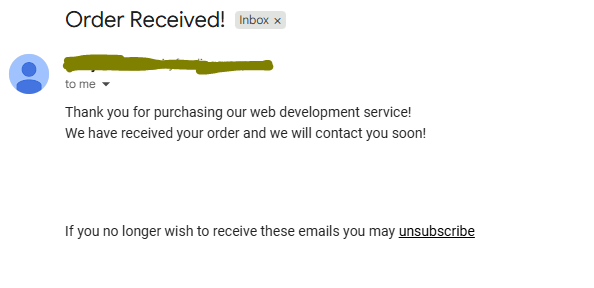 Order Received! Inbox x
to me
Thank you for purchasing our web development service!
We have received your order and we will contact you soon!
If you no longer wish to receive these emails you may unsubscribe